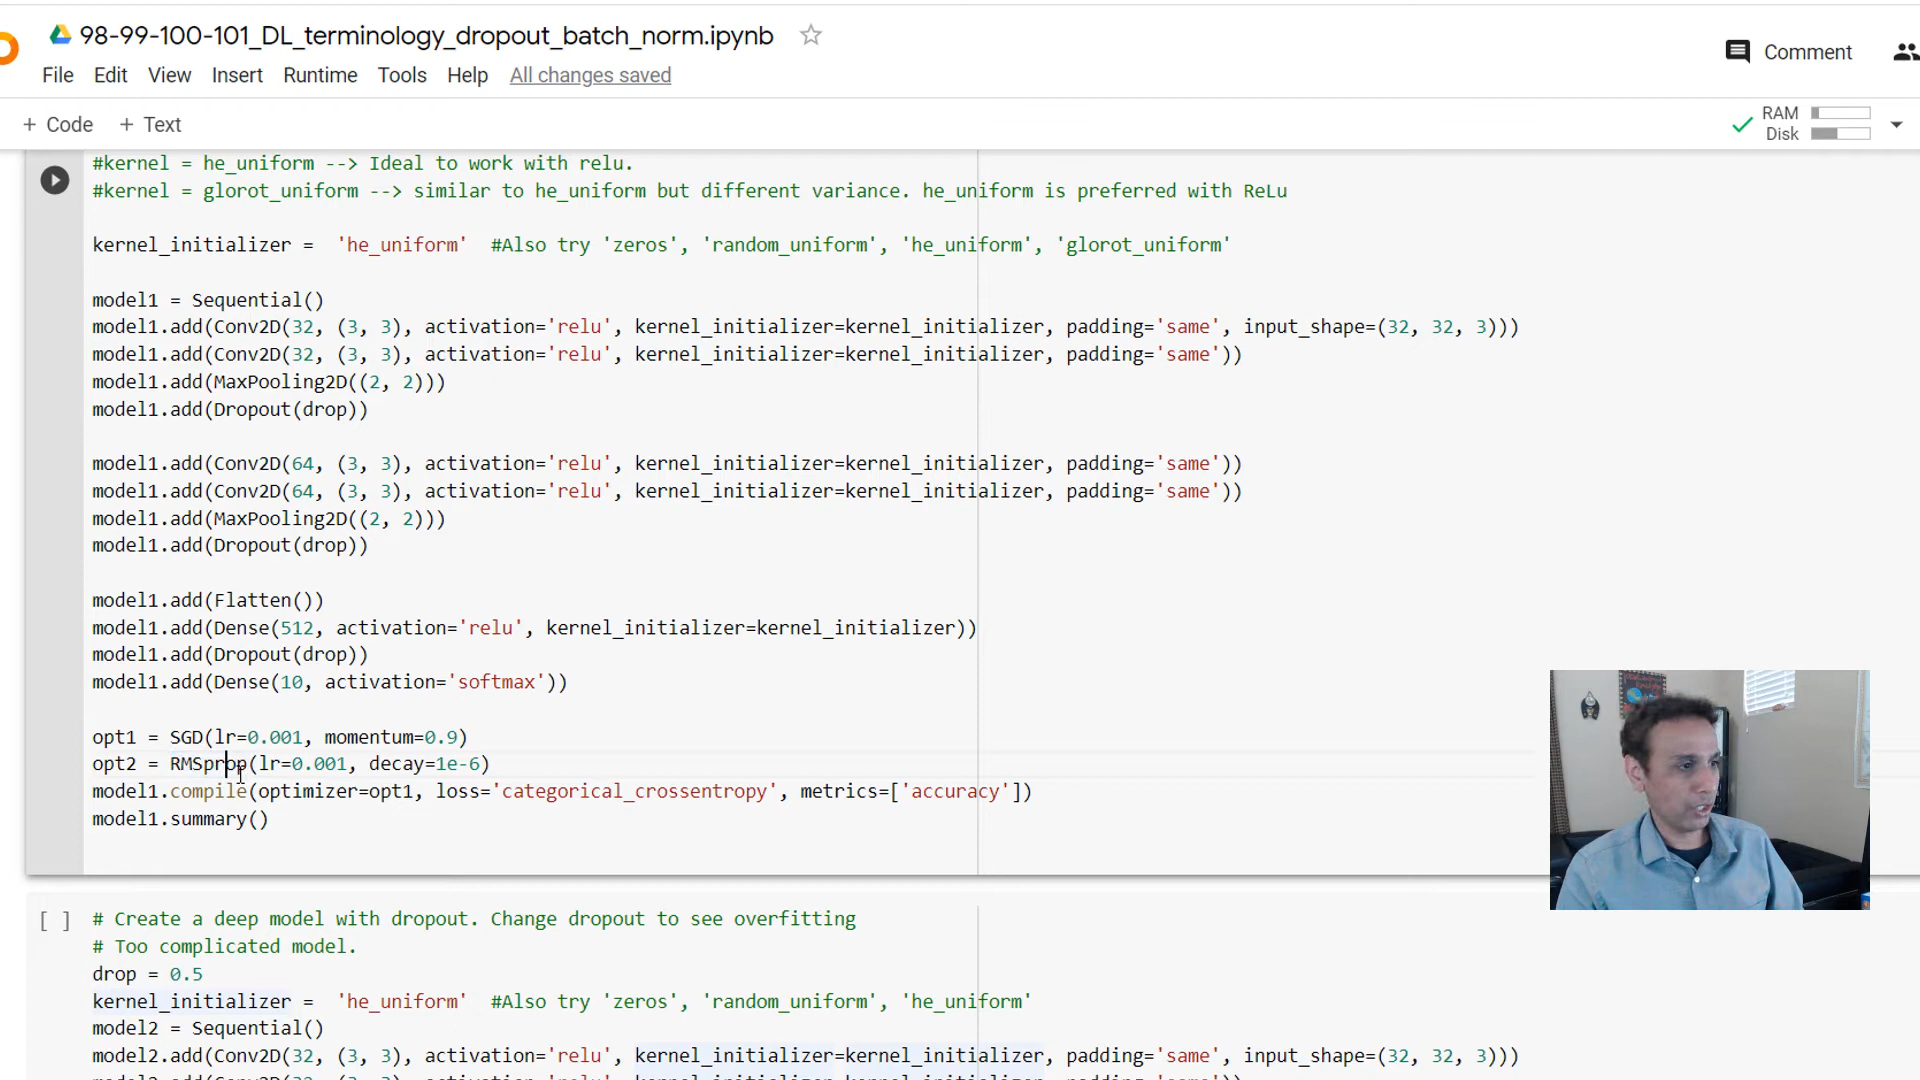 98-99-100-101_DL_terminology_dropout_batch_norm.ipynb
File Edit View Insert Runtime Tools Help All changes saved
Comment
+ Code + Text
RAM
Disk
#kernel = he_uniform --> Ideal to work with relu.
#kernel = glorot_uniform --> similar to he_uniform but different variance. he_uniform is preferred with ReLu
kernel_initializer =  'he_uniform'  #Also try 'zeros', 'random_uniform', 'he_uniform', 'glorot_uniform'
model1 = Sequential()
model1.add(Conv2D(32, (3, 3), activation='relu', kernel_initializer=kernel_initializer, padding='same', input_shape=(32, 32, 3)))
model1.add(Conv2D(32, (3, 3), activation='relu', kernel_initializer=kernel_initializer, padding='same'))
model1.add(MaxPooling2D((2, 2)))
model1.add(Dropout(drop))
model1.add(Conv2D(64, (3, 3), activation='relu', kernel_initializer=kernel_initializer, padding='same'))
model1.add(Conv2D(64, (3, 3), activation='relu', kernel_initializer=kernel_initializer, padding='same'))
model1.add(MaxPooling2D((2, 2)))
model1.add(Dropout(drop))
model1.add(Flatten())
model1.add(Dense(512, activation='relu', kernel_initializer=kernel_initializer))
model1.add(Dropout(drop))
model1.add(Dense(10, activation='softmax'))
opt1 = SGD(lr=0.001, momentum=0.9)
opt2 = RMSprop(lr=0.001, decay=1e-6)
model1.compile(optimizer=opt1, loss='categorical_crossentropy', metrics=['accuracy'])
model1.summary()
[ ] # Create a deep model with dropout. Change dropout to see overfitting
# Too complicated model.
drop = 0.5
kernel_initializer =  'he_uniform'  #Also try 'zeros', 'random_uniform', 'he_uniform'
model2 = Sequential()
model2.add(Conv2D(32, (3, 3), activation='relu', kernel_initializer=kernel_initializer, padding='same', input_shape=(32, 32, 3)))